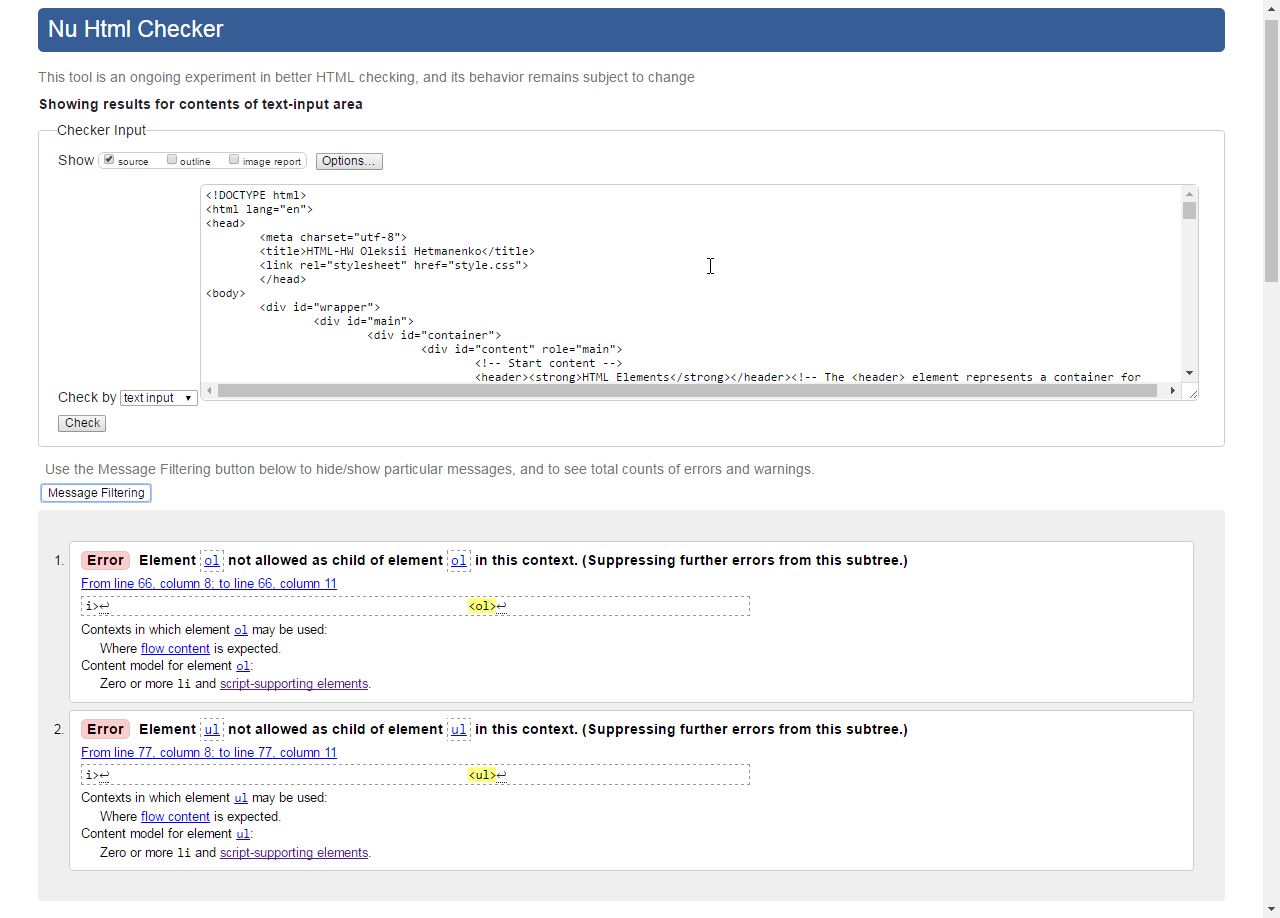 Nu Html Checker
This tool is an ongoing experiment in better HTML checking, and its behavior remains subject to change
Showing results for contents of text-input area
Checker Input
Show source outline image report Options...
<!DOCTYPE html>
<html lang="en">
<head>
<meta charset="utf-8">
<title>HTML-HW Oleksii Hetmanenko</title>
<link rel="stylesheet" href="style.css">
</head>
<body>
<div id="wrapper">
<div id="main">
<div id="container">
<div id="content" role="main">
<!-- Start content -->
<header><strong>HTML Elements</strong></header><!-- The <header> element represents a container for
Check by text input
Check
Use the Message Filtering button below to hide/show particular messages, and to see total counts of errors and warnings.
Message Filtering
1. Error Element ol not allowed as child of element ol in this context. (Suppressing further errors from this subtree.)
From line 66, column 8; to line 66, column 11
i>↩ <ol>↩
Contexts in which element ol may be used:
Where flow content is expected.
Content model for element ol:
Zero or more li and script-supporting elements.
2. Error Element ul not allowed as child of element ul in this context. (Suppressing further errors from this subtree.)
From line 77, column 8; to line 77, column 11
i>↩ <ul>↩
Contexts in which element ul may be used:
Where flow content is expected.
Content model for element ul:
Zero or more li and script-supporting elements.